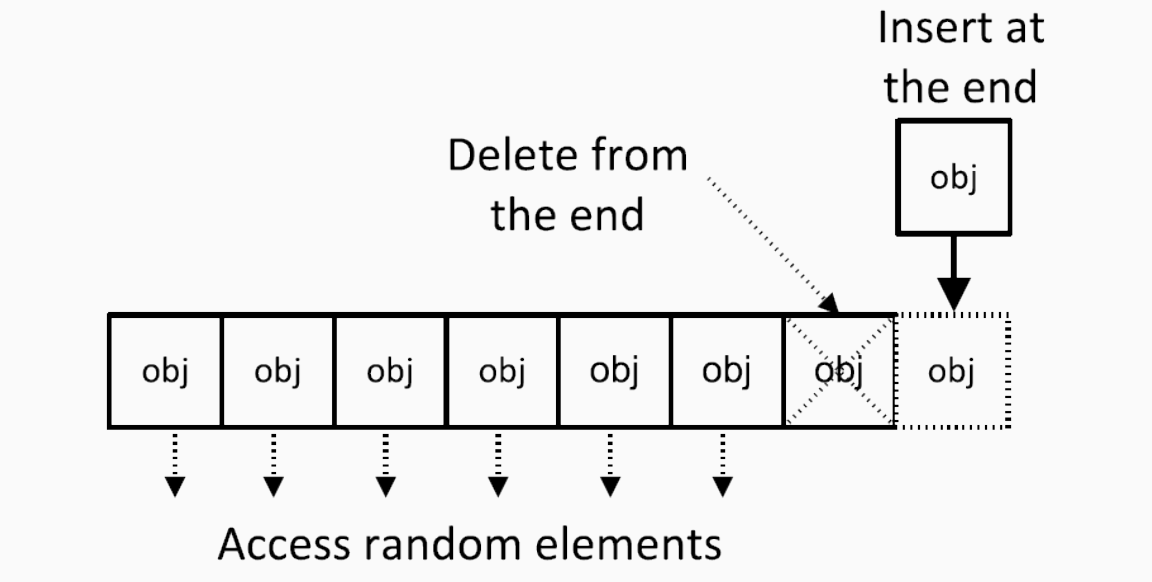 Insert at
the end
obj
Delete from
the end
obj obj obj obj obj obj obj obj
Access random elements